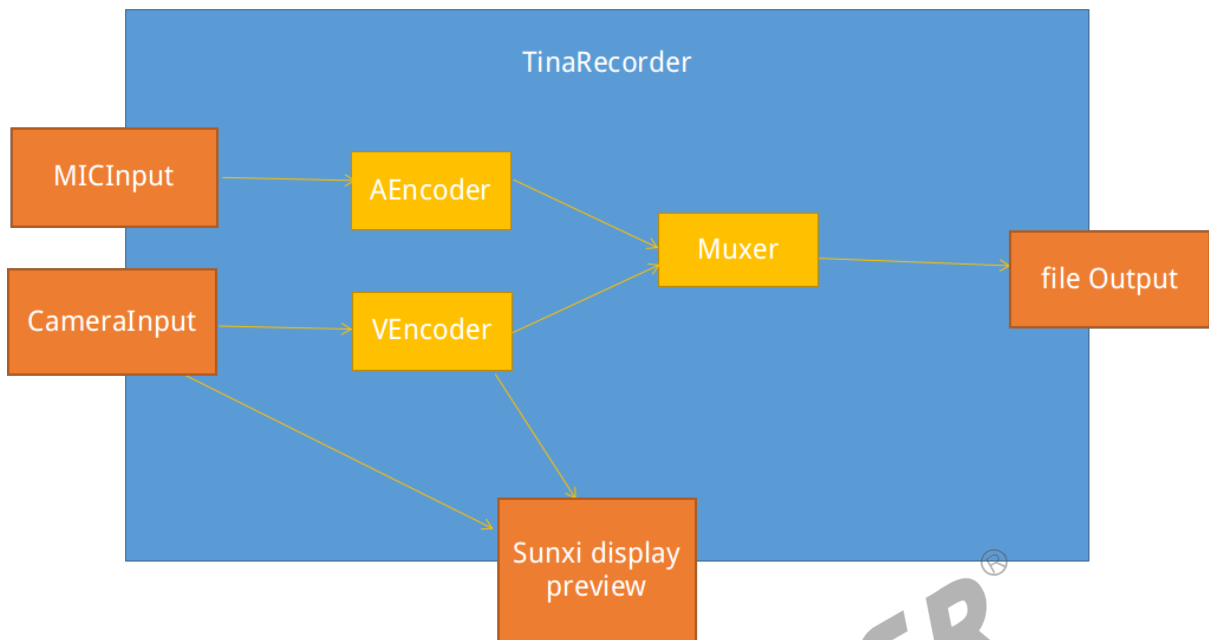 TinaRecorder
MICInput
AEncoder
Muxer
file Output
CameraInput
VEncoder
Sunxi display
preview
®